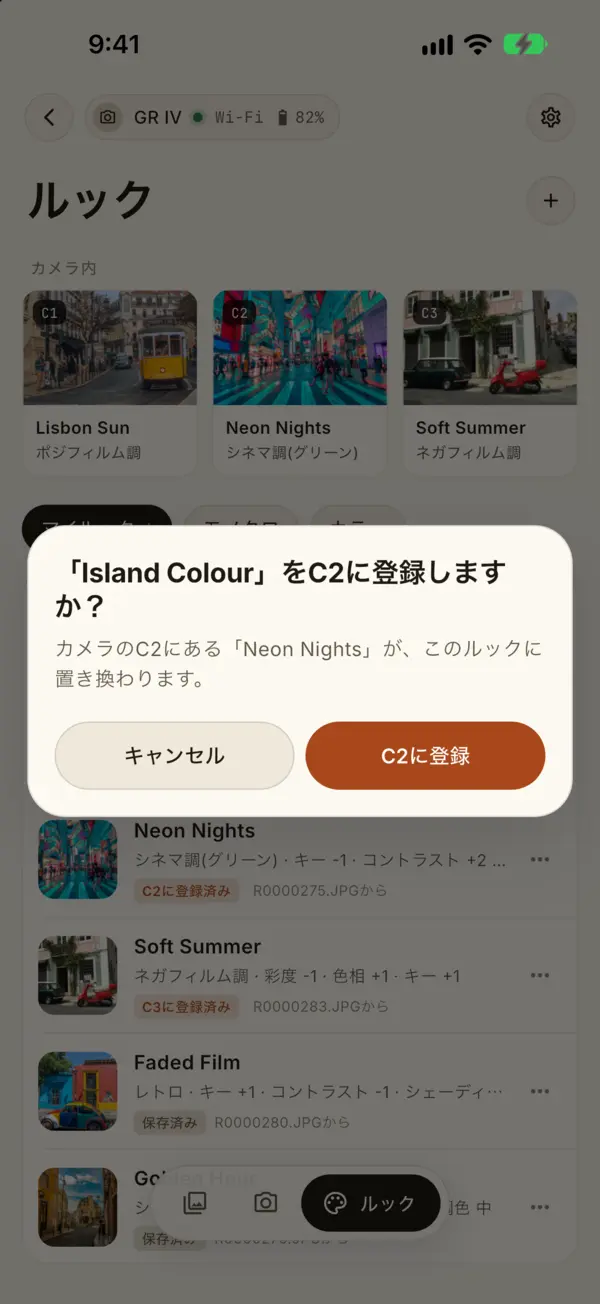 9:41
GR IV Wi-Fi 82%
ルック
カメラ内
C1
C2
C3
Lisbon Sun
ポジフィルム調
Neon Nights
シネマ調(グリーン)
Soft Summer
ネガフィルム調
「Island Colour」をC2に登録します
か？
カメラのC2にある「Neon Nights」が、このルックに
置き換わります。
キャンセル
C2に登録
Neon Nights
シネマ調(グリーン) · キー -1 · コントラスト +2 ...
C2に登録済み R0000275.JPGから
Soft Summer
ネガフィルム調 · 彩度 -1 · 色相 +1 · キー +1
C3に登録済み R0000283.JPGから
Faded Film
レトロ · キー +1 · コントラスト -1 · シェーディ…
保存済み R0000280.JPGから
Golden Hour
調色 中
ルック
保存済み